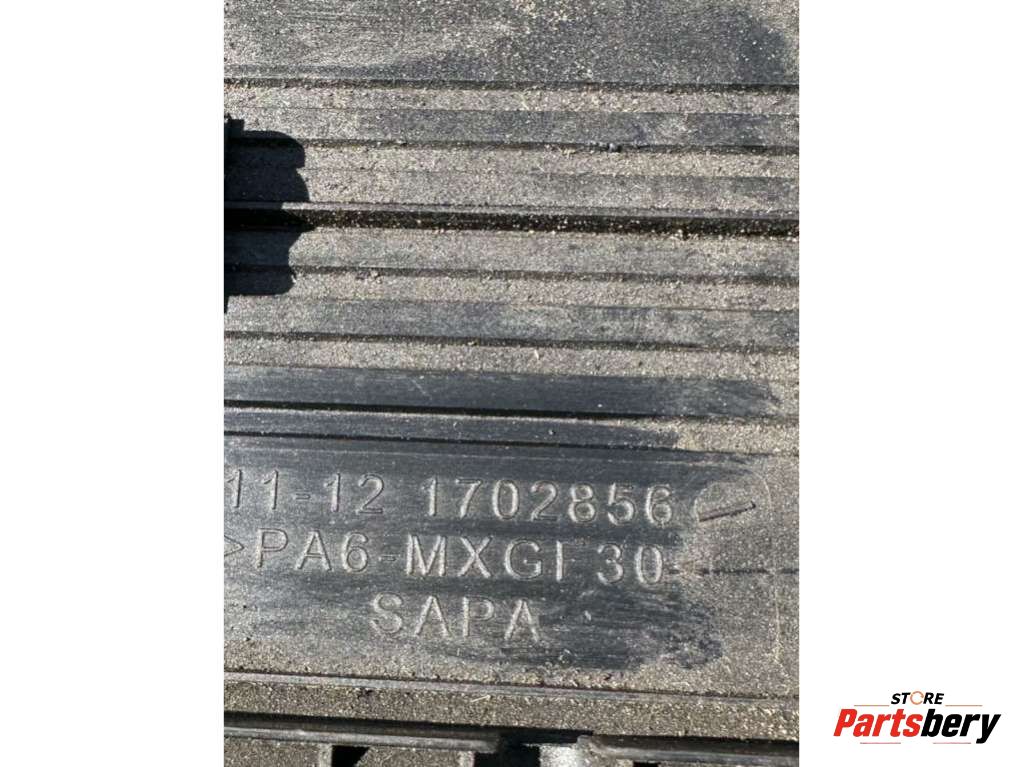 11-12 1702856
>PA6-MXGF30
SAPA
STORE
Partsbery